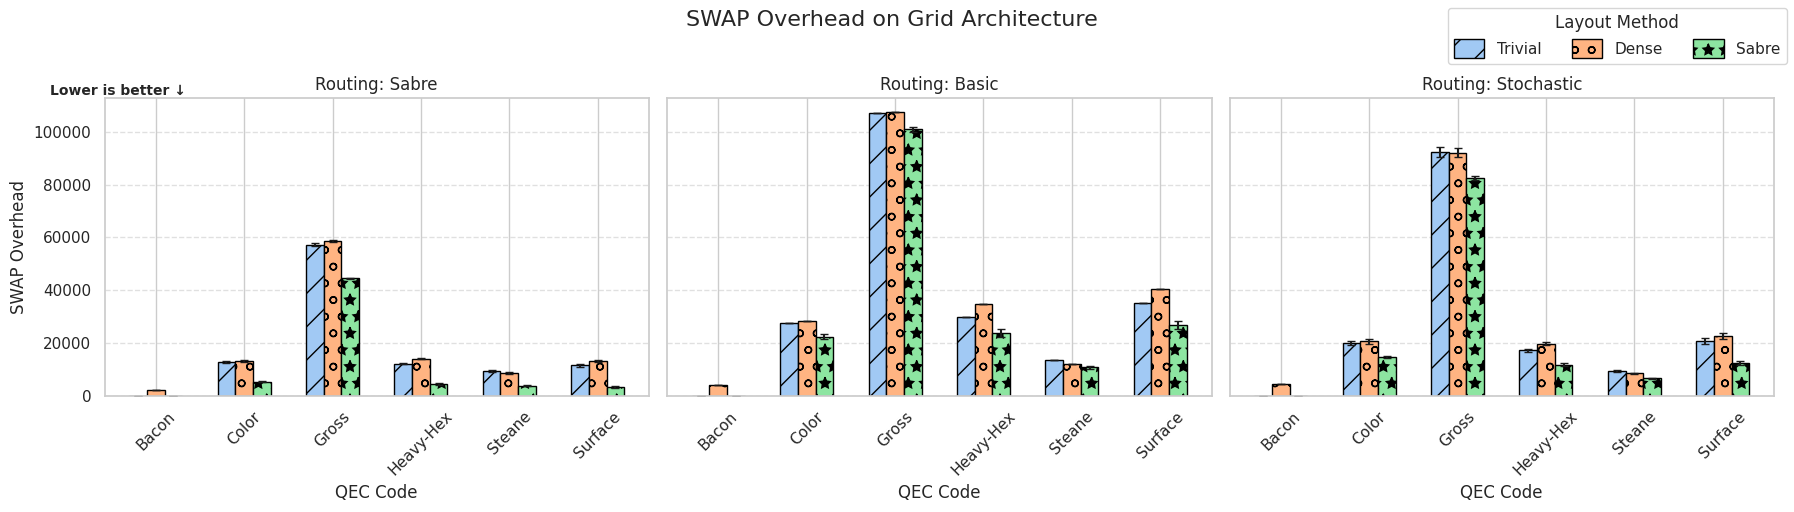 SWAP Overhead on Grid Architecture
Layout Method
Trivial
Dense
Sabre
Lower is better ↓
Routing: Sabre
Routing: Basic
Routing: Stochastic
SWAP Overhead
100000
80000
60000
40000
20000
0
Bacon
Color
Gross
Heavy-Hex
Steane
Surface
QEC Code
Bacon
Color
Gross
Heavy-Hex
Steane
Surface
QEC Code
Bacon
Color
Gross
Heavy-Hex
Steane
Surface
QEC Code